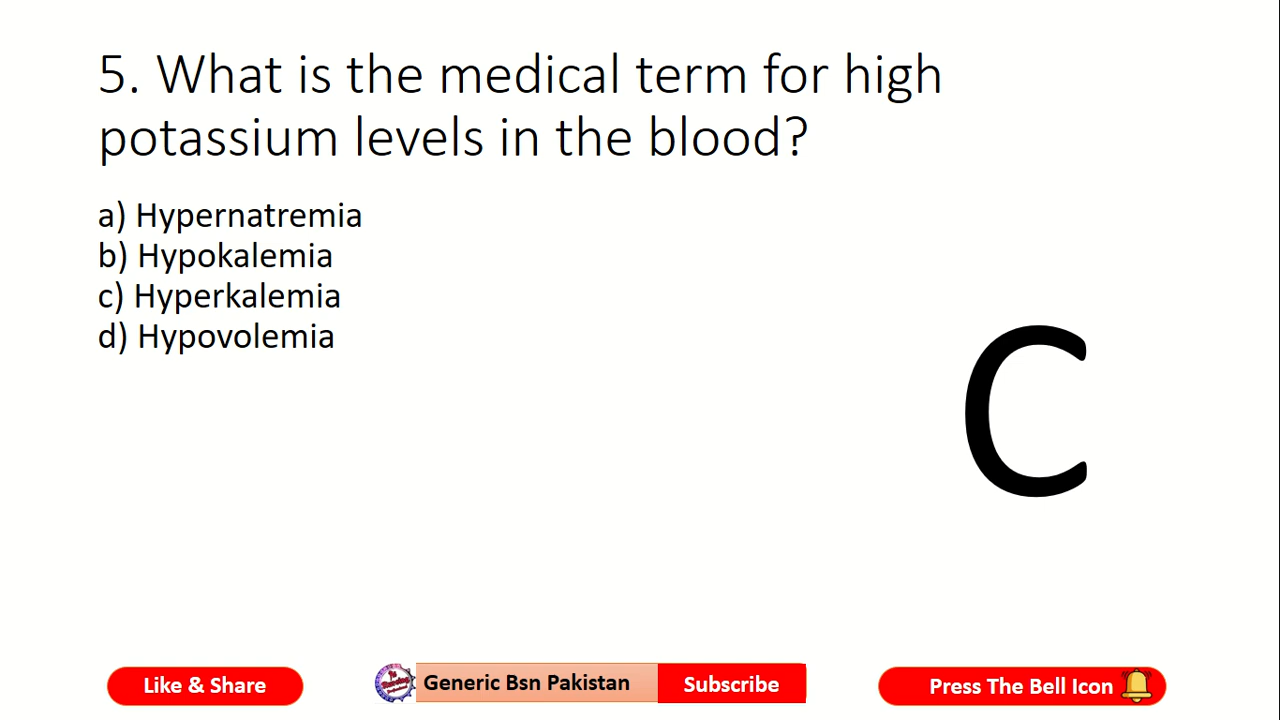 5. What is the medical term for high
potassium levels in the blood?
a) Hypernatremia
b) Hypokalemia
c) Hyperkalemia
d) Hypovolemia
C
Like & Share
Generic Bsn Pakistan
Subscribe
Press The Bell Icon